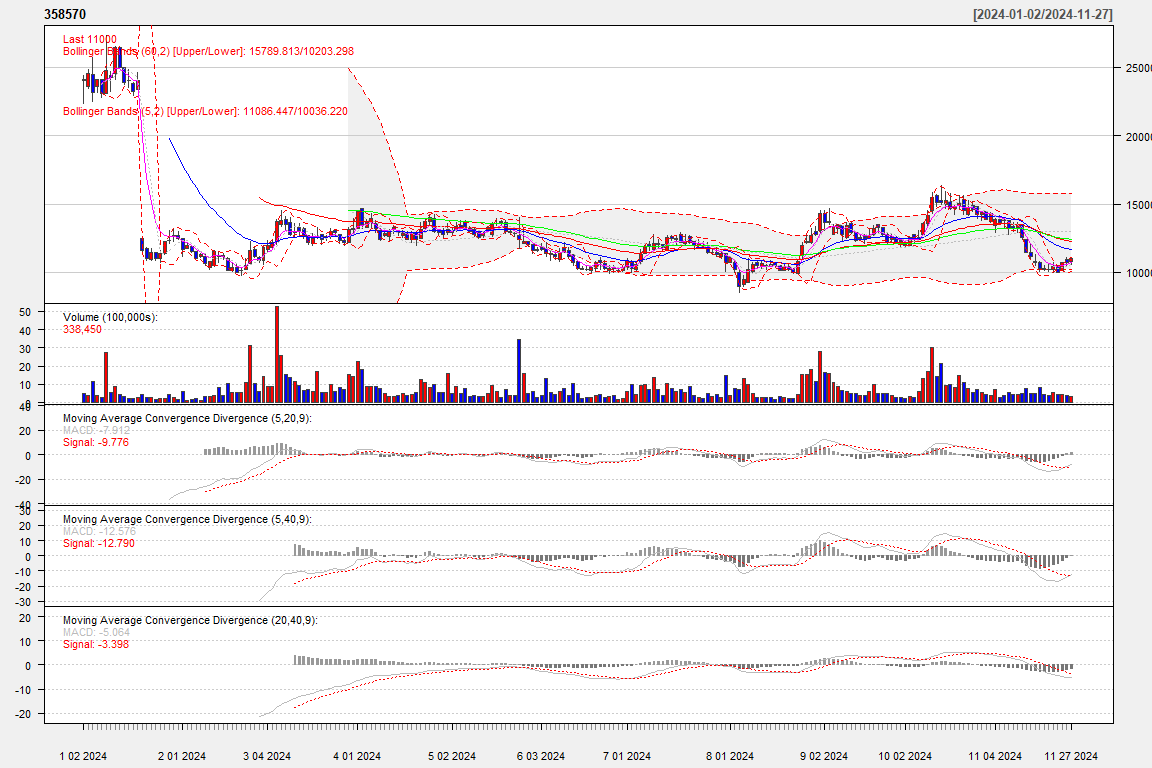 358570 [2024-01-02/2024-11-27]
Last 11000
Bollinger Bands (60,2) [Upper/Lower]: 15789.813/10203.298
Bollinger Bands (5,2) [Upper/Lower]: 11086.447/10036.220
25000
20000
15000
10000
Volume (100,000s):
338,450
50
40
30
20
10
0
Moving Average Convergence Divergence (5,20,9):
MACD: -7.912
Signal: -9.776
40
20
0
-20
-40
Moving Average Convergence Divergence (5,40,9):
MACD: -12.576
Signal: -12.790
30
20
10
0
-10
-20
-30
Moving Average Convergence Divergence (20,40,9):
MACD: -5.064
Signal: -3.398
20
10
0
-10
-20
1 02 2024 2 01 2024 3 04 2024 4 01 2024 5 02 2024 6 03 2024 7 01 2024 8 01 2024 9 02 2024 10 02 2024 11 04 2024 11 27 2024